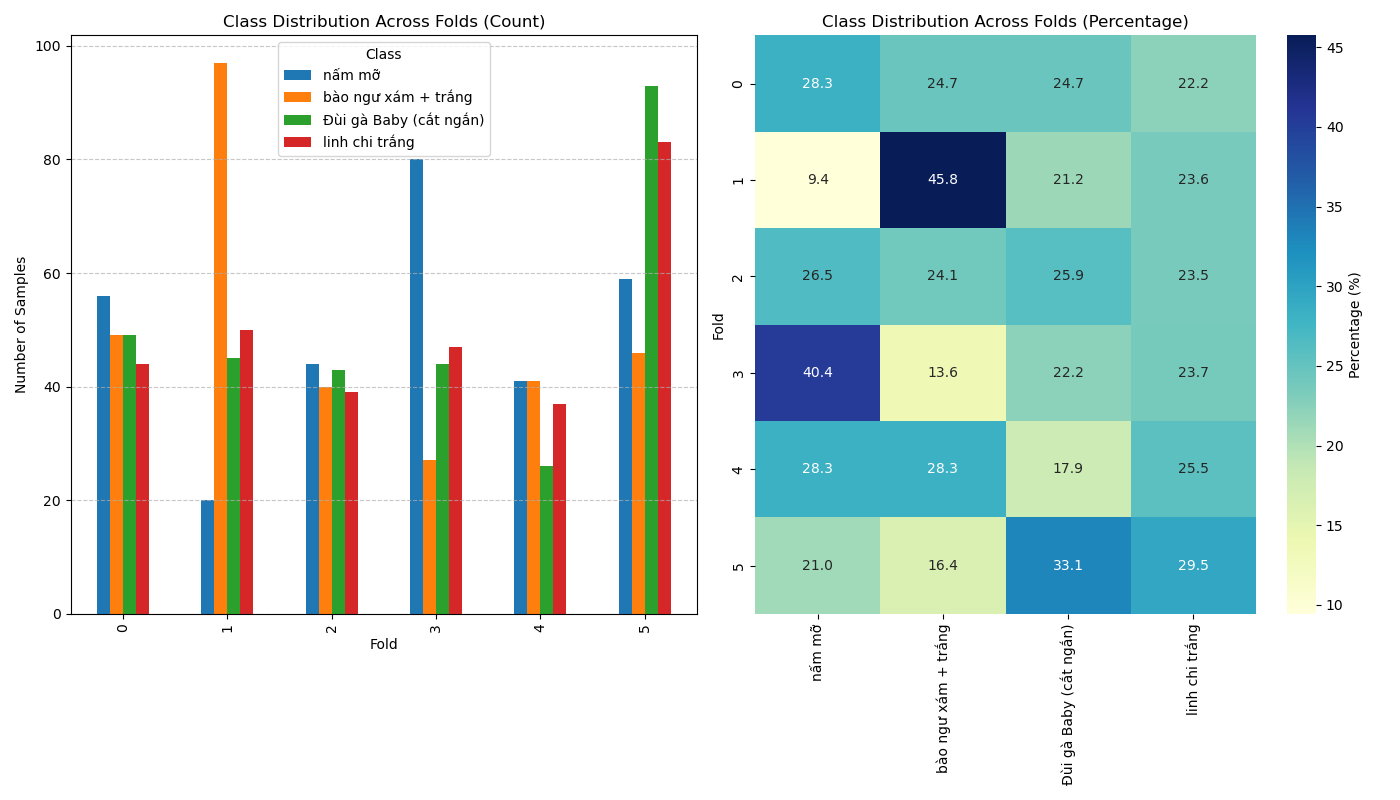 Class Distribution Across Folds (Count)
Number of Samples
100
80
60
40
20
0
Class
nấm mỡ
bào ngư xám + trắng
Đùi gà Baby (cắt ngắn)
linh chi trắng
0 1 2 3 4 5
Fold
Class Distribution Across Folds (Percentage)
Fold
0 28.3 24.7 24.7 22.2
1 9.4 45.8 21.2 23.6
2 26.5 24.1 25.9 23.5
3 40.4 13.6 22.2 23.7
4 28.3 28.3 17.9 25.5
5 21.0 16.4 33.1 29.5
nấm mỡ
bào ngư xám + trắng
Đùi gà Baby (cắt ngắn)
linh chi trắng
45
40
35
30
25
20
15
10
Percentage (%)